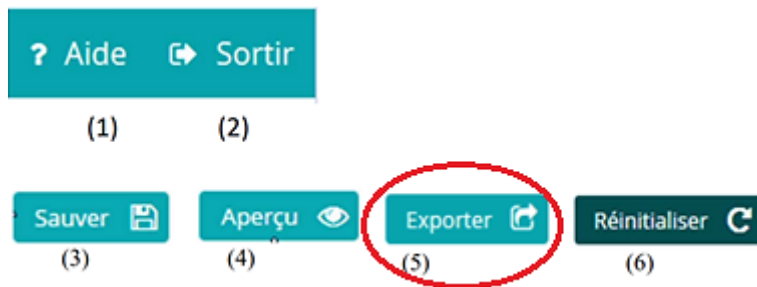 ? Aide Sortir
(1) (2)
Sauver Aperçu Exporter Réinitialiser
(3) (4) (5) (6)